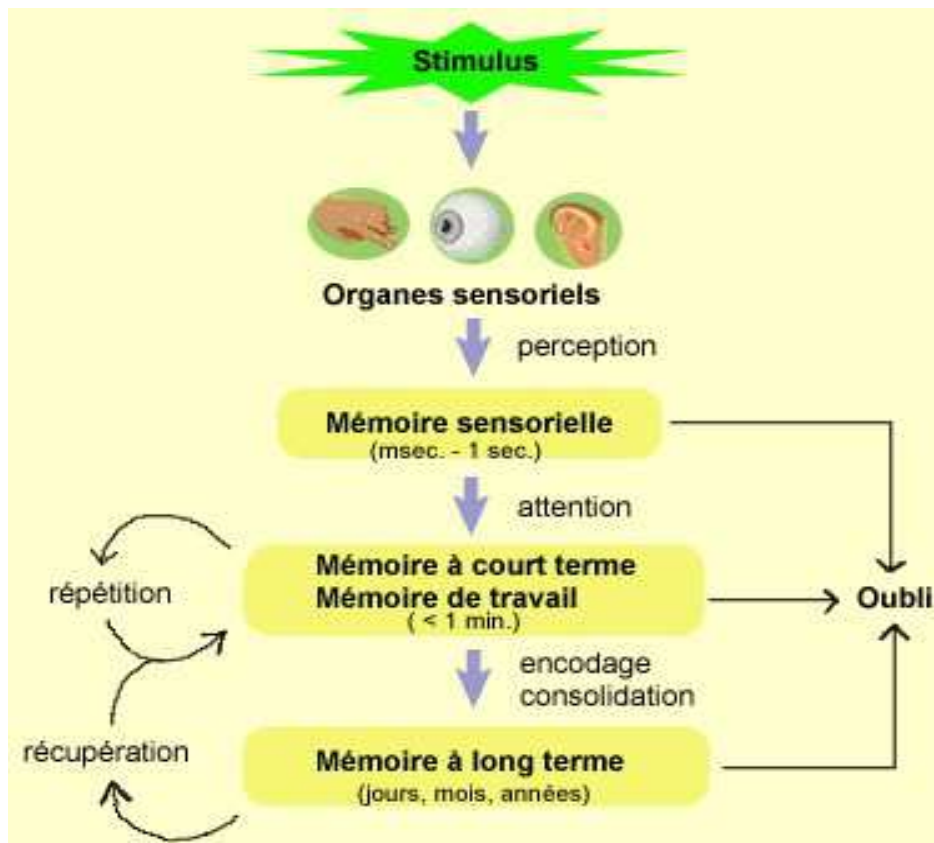 Stimulus
Organes sensoriels
perception
Mémoire sensorielle
(msec. - 1 sec.)
attention
Mémoire à court terme
Mémoire de travail
( < 1 min.)
répétition
Oubli
encodage
consolidation
récupération
Mémoire à long terme
(jours, mois, années)